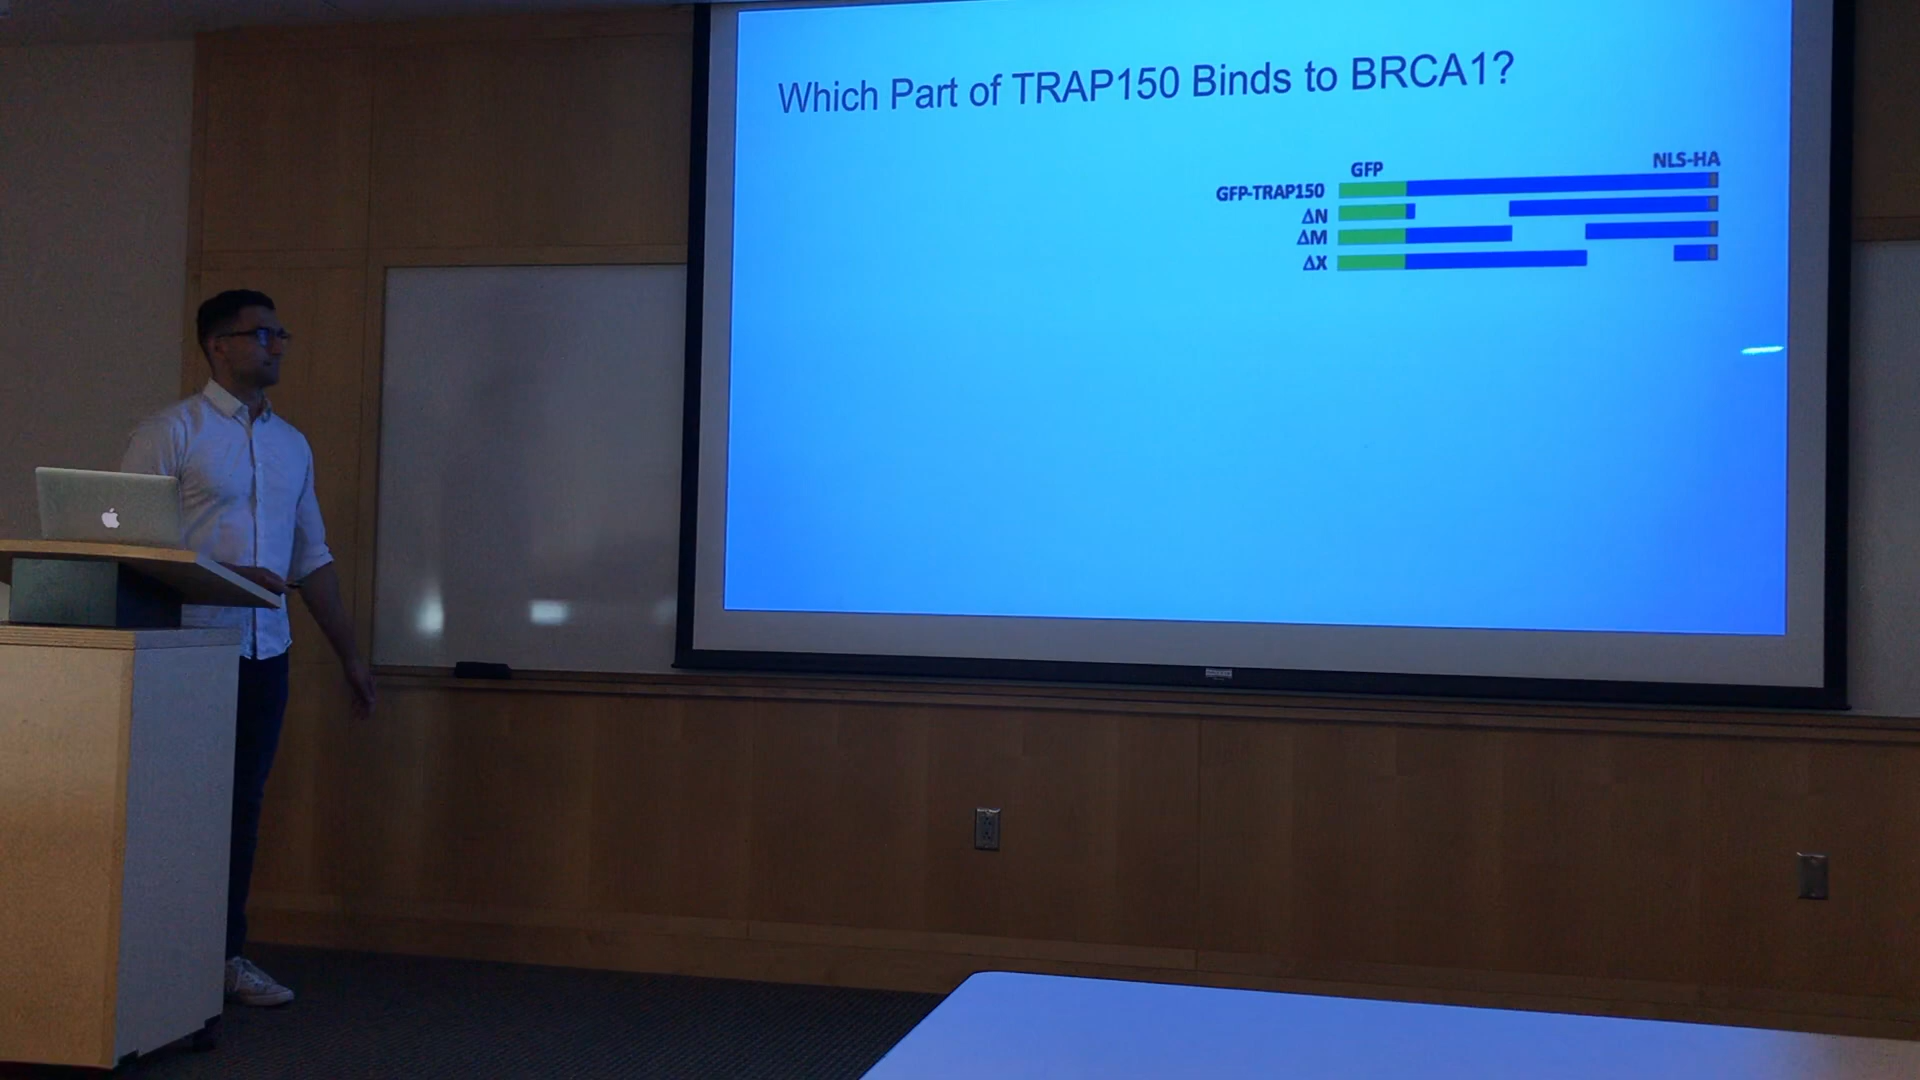 Which Part of TRAP150 Binds to BRCA1?
GFP
NLS-HA
GFP-TRAP150
ΔN
ΔM
ΔX